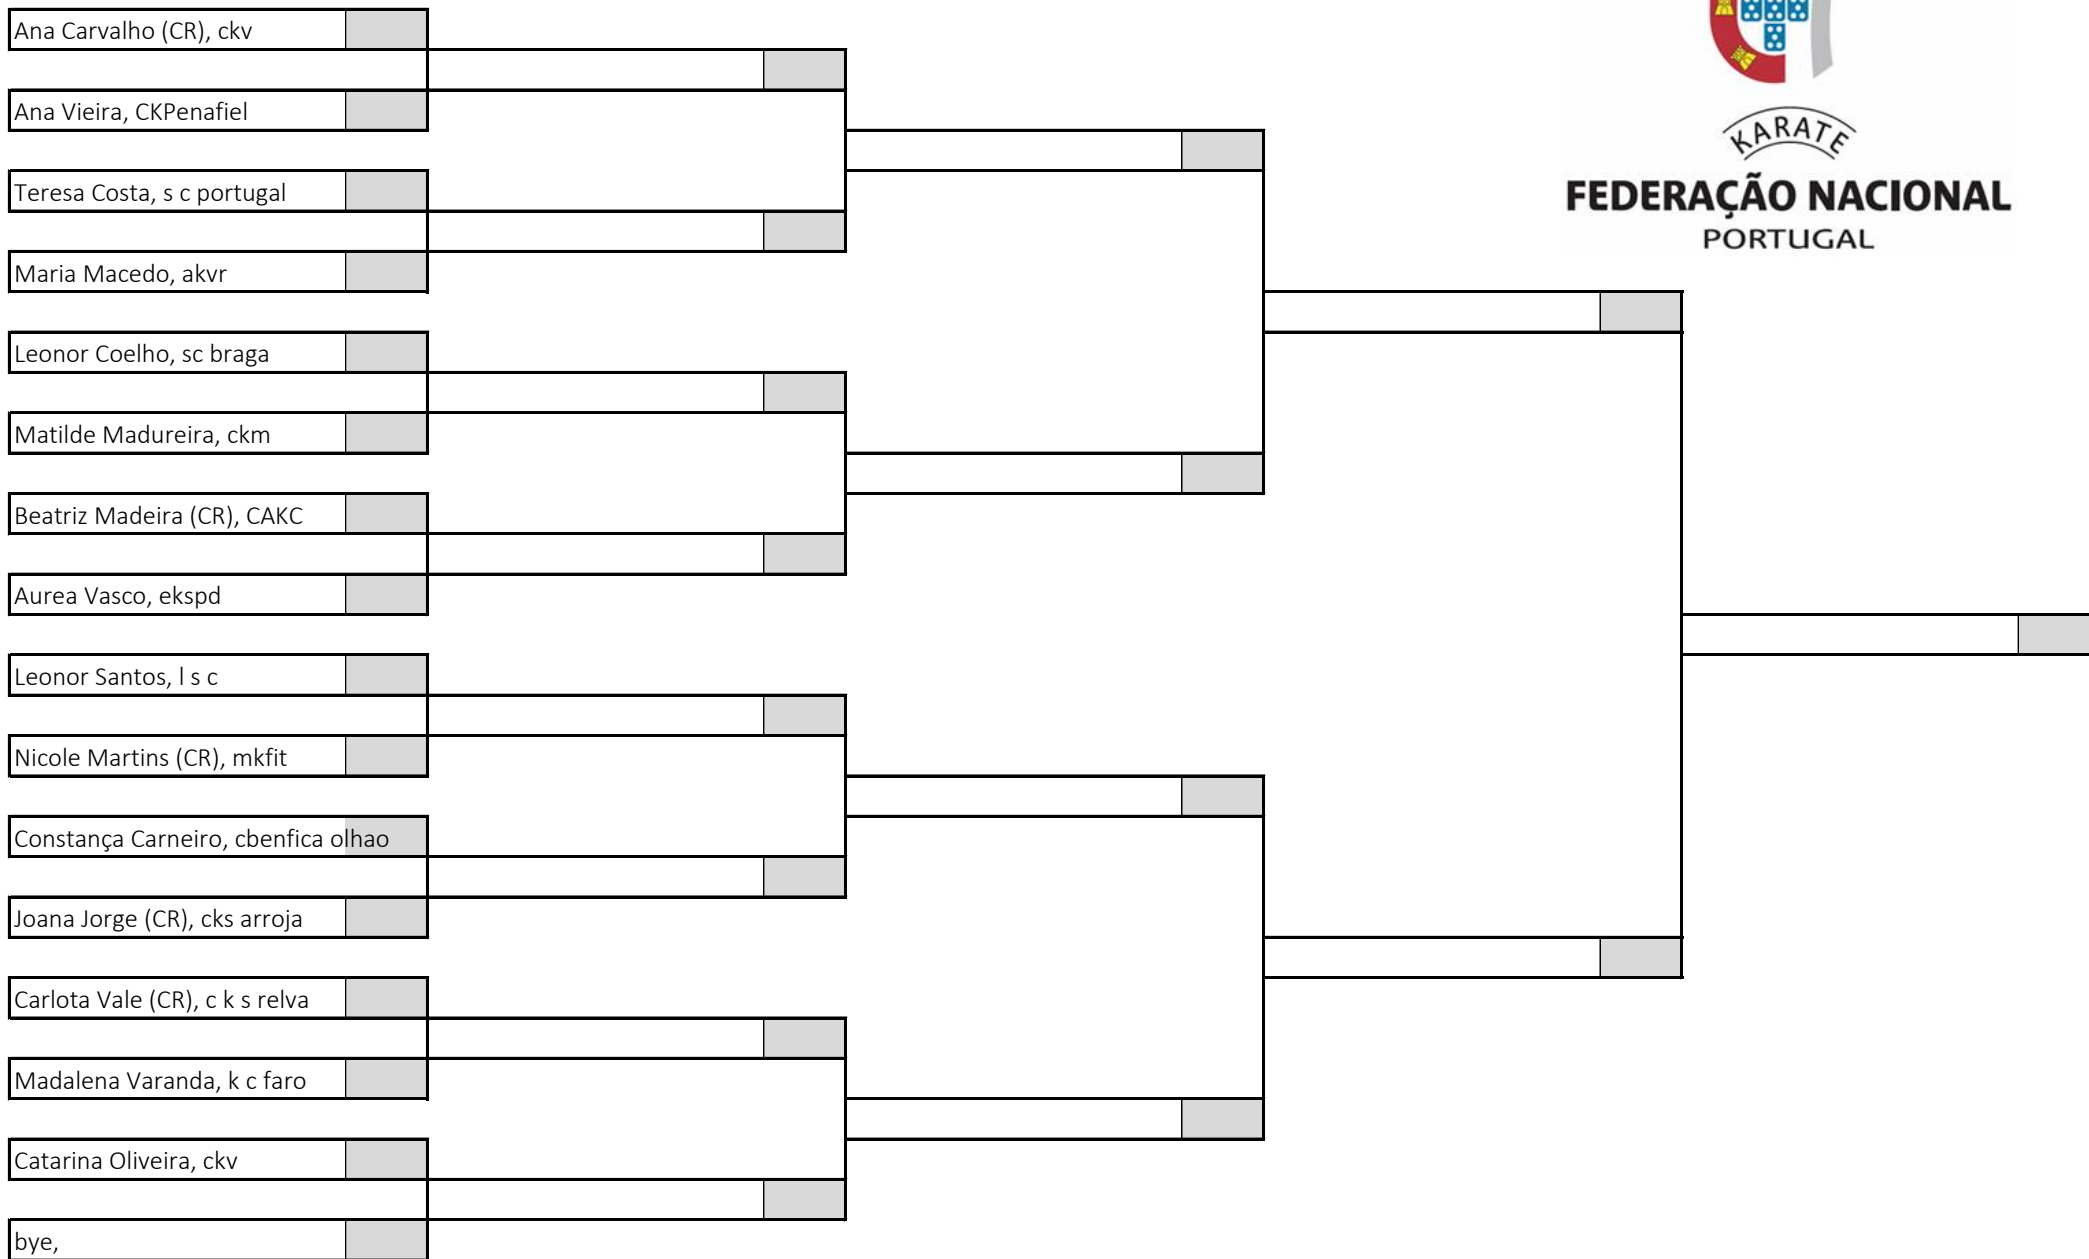 Ana Carvalho (CR), ckv
Ana Vieira, CKPenafiel
Teresa Costa, s c portugal
Maria Macedo, akvr
Leonor Coelho, sc braga
Matilde Madureira, ckm
Beatriz Madeira (CR), CAKC
Aurea Vasco, ekspd
Leonor Santos, l s c
Nicole Martins (CR), mkfit
Constança Carneiro, cbenfica olhao
Joana Jorge (CR), cks arroja
Carlota Vale (CR), c k s relva
Madalena Varanda, k c faro
Catarina Oliveira, ckv
bye,
KARATE
FEDERAÇÃO NACIONAL
PORTUGAL